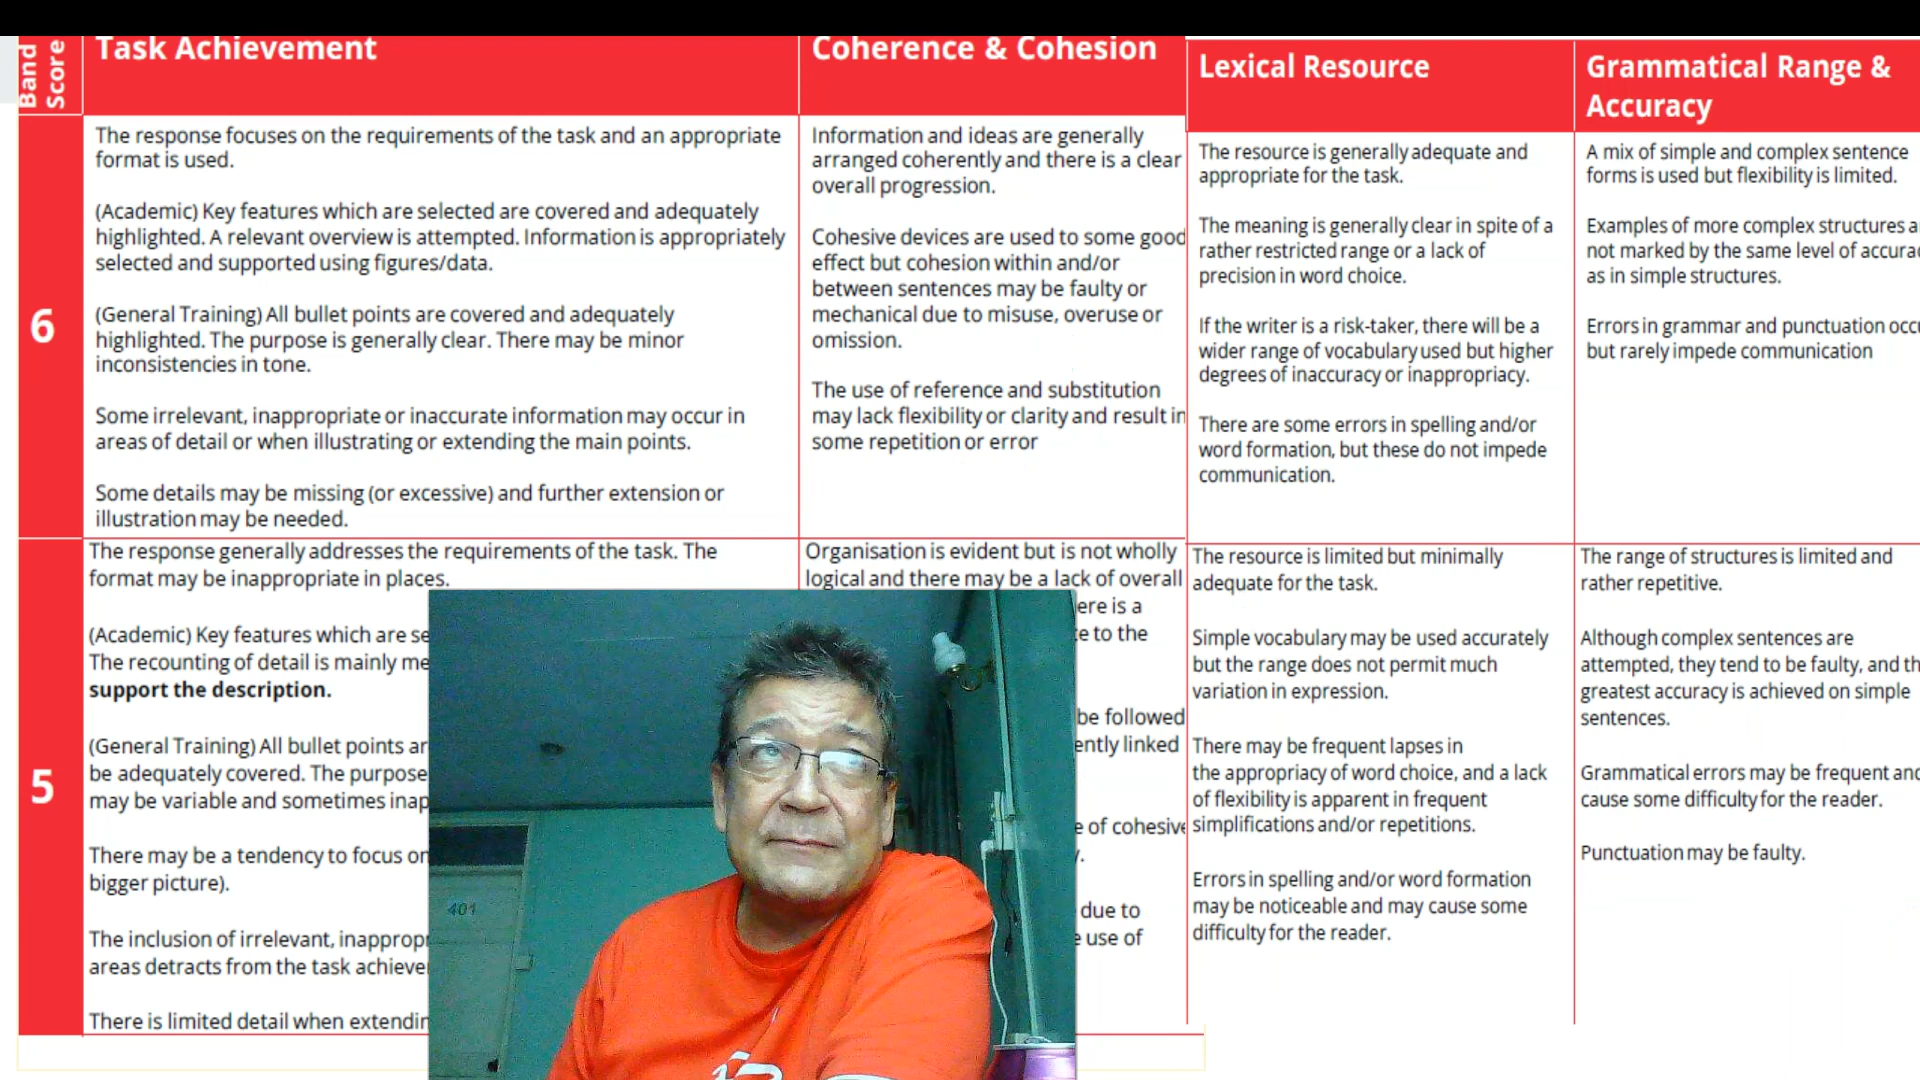 Band
Score
Task Achievement
Coherence & Cohesion
Lexical Resource
Grammatical Range &
Accuracy
6
The response focuses on the requirements of the task and an appropriate
format is used.
(Academic) Key features which are selected are covered and adequately
highlighted. A relevant overview is attempted. Information is appropriately
selected and supported using figures/data.
(General Training) All bullet points are covered and adequately
highlighted. The purpose is generally clear. There may be minor
inconsistencies in tone.
Some irrelevant, inappropriate or inaccurate information may occur in
areas of detail or when illustrating or extending the main points.
Some details may be missing (or excessive) and further extension or
illustration may be needed.
Information and ideas are generally
arranged coherently and there is a clear
overall progression.
Cohesive devices are used to some good
effect but cohesion within and/or
between sentences may be faulty or
mechanical due to misuse, overuse or
omission.
The use of reference and substitution
may lack flexibility or clarity and result in
some repetition or error
The resource is generally adequate and
appropriate for the task.
The meaning is generally clear in spite of a
rather restricted range or a lack of
precision in word choice.
If the writer is a risk-taker, there will be a
wider range of vocabulary used but higher
degrees of inaccuracy or inappropriacy.
There are some errors in spelling and/or
word formation, but these do not impede
communication.
A mix of simple and complex sentence
forms is used but flexibility is limited.
Examples of more complex structures
not marked by the same level of
as in simple structures.
Errors in grammar and punctuation
but rarely impede communication
5
The response generally addresses the requirements of the task. The
format may be inappropriate in places.
(Academic) Key features which are
The recounting of detail is mainly
support the description.
(General Training) All bullet points
be adequately covered. The purpose
may be variable and sometimes
There may be a tendency to focus on
bigger picture).
The inclusion of irrelevant,
areas detracts from the task
There is limited detail when
Organisation is evident but is not wholly
logical and there may be a lack of overall
is a
to the
be followed
linked
of cohesive
due to
use of
The resource is limited but minimally
adequate for the task.
Simple vocabulary may be used accurately
but the range does not permit much
variation in expression.
There may be frequent lapses in
the appropriacy of word choice, and a lack
of flexibility is apparent in frequent
simplifications and/or repetitions.
Errors in spelling and/or word formation
may be noticeable and may cause some
difficulty for the reader.
The range of structures is limited and
rather repetitive.
Although complex sentences are
attempted, they tend to be faulty, and
greatest accuracy is achieved on simple
sentences.
Grammatical errors may be frequent and
cause some difficulty for the reader.
Punctuation may be faulty.
401